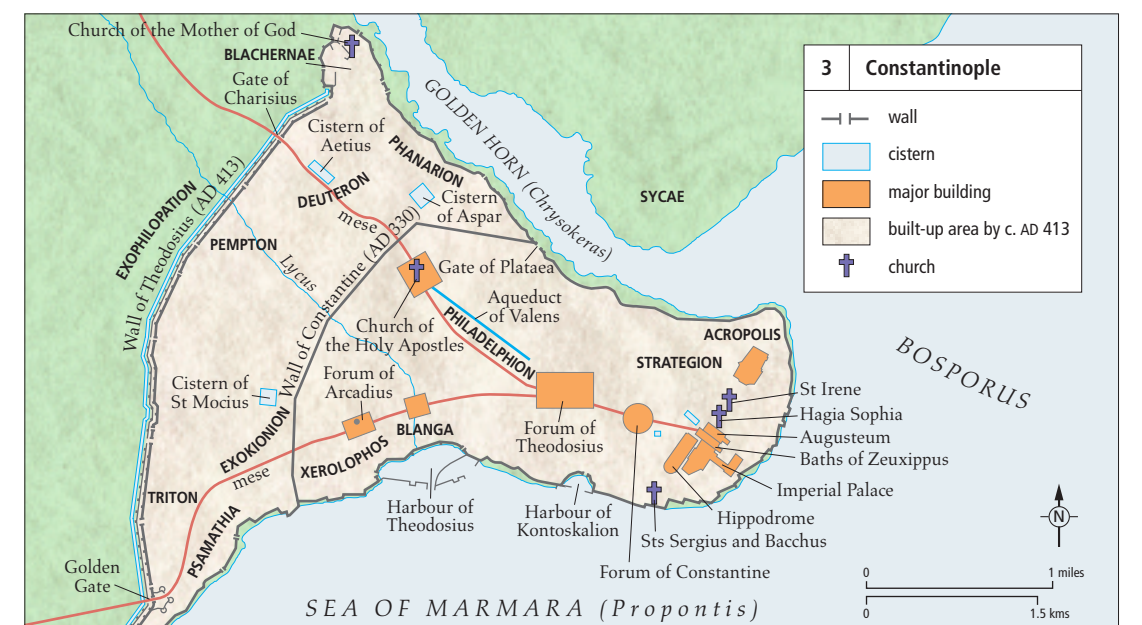 Church of the Mother of God
BLACHERNAE
Gate of
Charisius
Cistern of
Aetius
PHANARION
DEUTERON
mese
Cistern
of Aspar
GOLDEN HORN (Chrysokeras)
SYCAE
EXOPHILOPATION
Wall of Theodosius (AD 413)
PEMPTON
Lycus
Wall of Constantine (AD 330)
Gate of Plataea
Aqueduct
of Valens
PHILADELPHION
Church of
the Holy Apostles
Forum of
Arcadius
Cistern of
St Mocius
EXOKIONION
mese
XEROLOPHOS
BLANGA
TRITON
PSAMATHIA
Golden
Gate
Harbour of
Theodosius
Harbour of
Kontoskalion
Forum of
Theodosius
STRATEGION
ACROPOLIS
BOSPORUS
St Irene
Hagia Sophia
Augusteum
Baths of Zeuxippus
Imperial Palace
Hippodrome
Sts Sergius and Bacchus
Forum of Constantine
SEA OF MARMARA (Propontis)
3 Constantinople
wall
cistern
major building
built-up area by c. AD 413
church
N
0 1 miles
0 1.5 kms